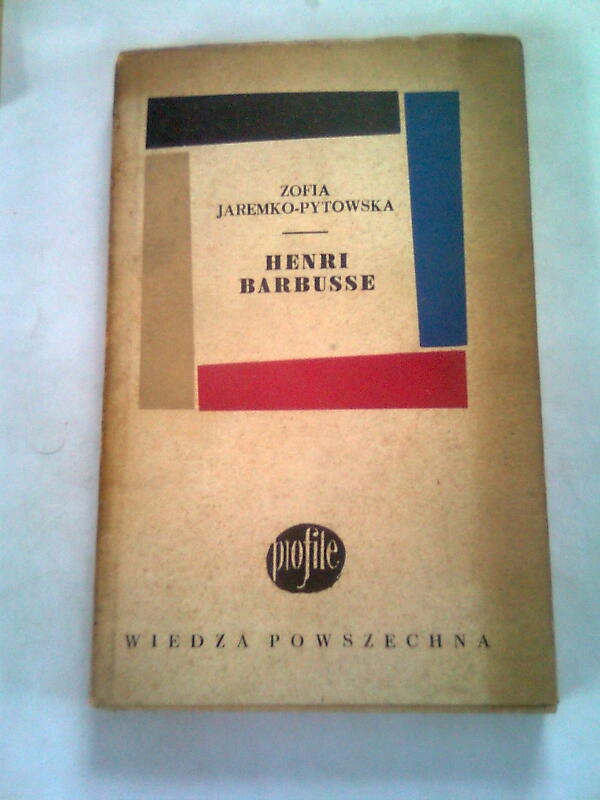 ZOFIA
JAREMKO-PYTOWSKA
HENRI
BARBUSSE
profile
WIEDZA POWSZECHNA